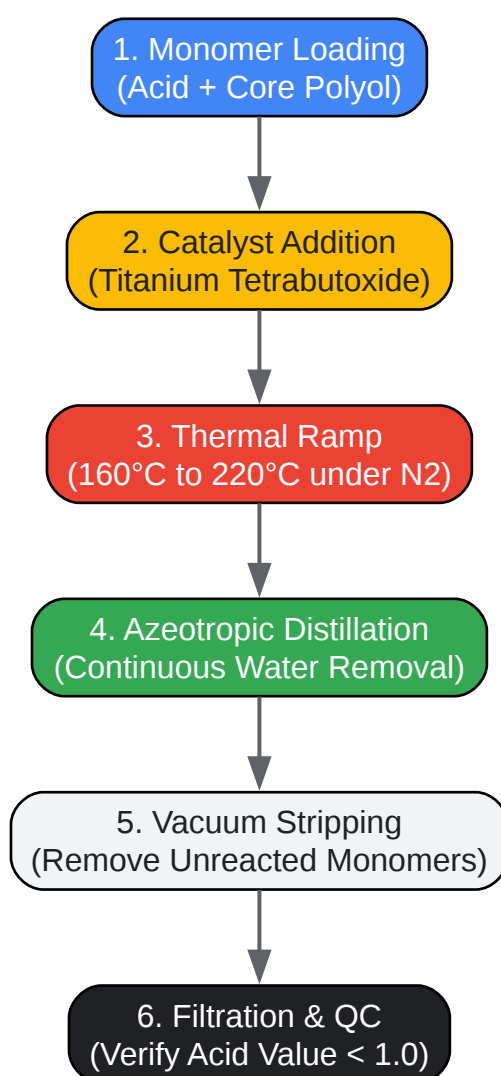 1. Monomer Loading
(Acid + Core Polyol)
2. Catalyst Addition
(Titanium Tetrabutoxide)
3. Thermal Ramp
(160°C to 220°C under N2)
4. Azeotropic Distillation
(Continuous Water Removal)
5. Vacuum Stripping
(Remove Unreacted Monomers)
6. Filtration & QC
(Verify Acid Value < 1.0)